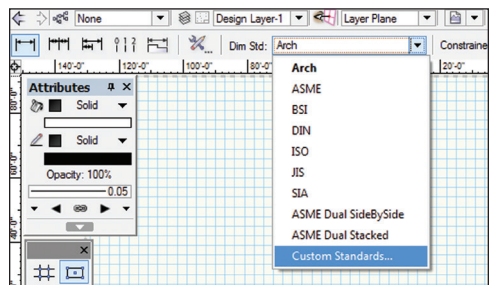 None Design Layer-1 Layer Plane
Dim Std: Arch Constraine
140'-0" 120'-0" 100'-0" 80'-0" 20'-0"
Attributes
Solid
Solid
Opacity: 100%
0.05
Arch
ASME
BSI
DIN
ISO
JIS
SIA
ASME Dual SideBySide
ASME Dual Stacked
Custom Standards...